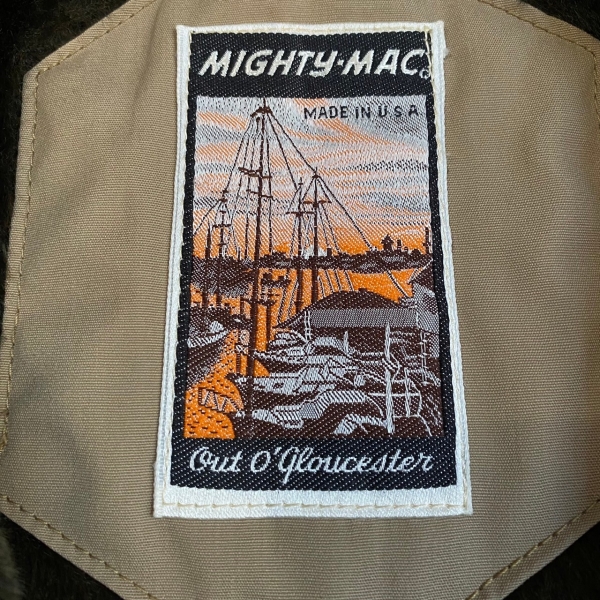 MIGHTY-MAC
MADE IN U S A
Out O'Gloucester